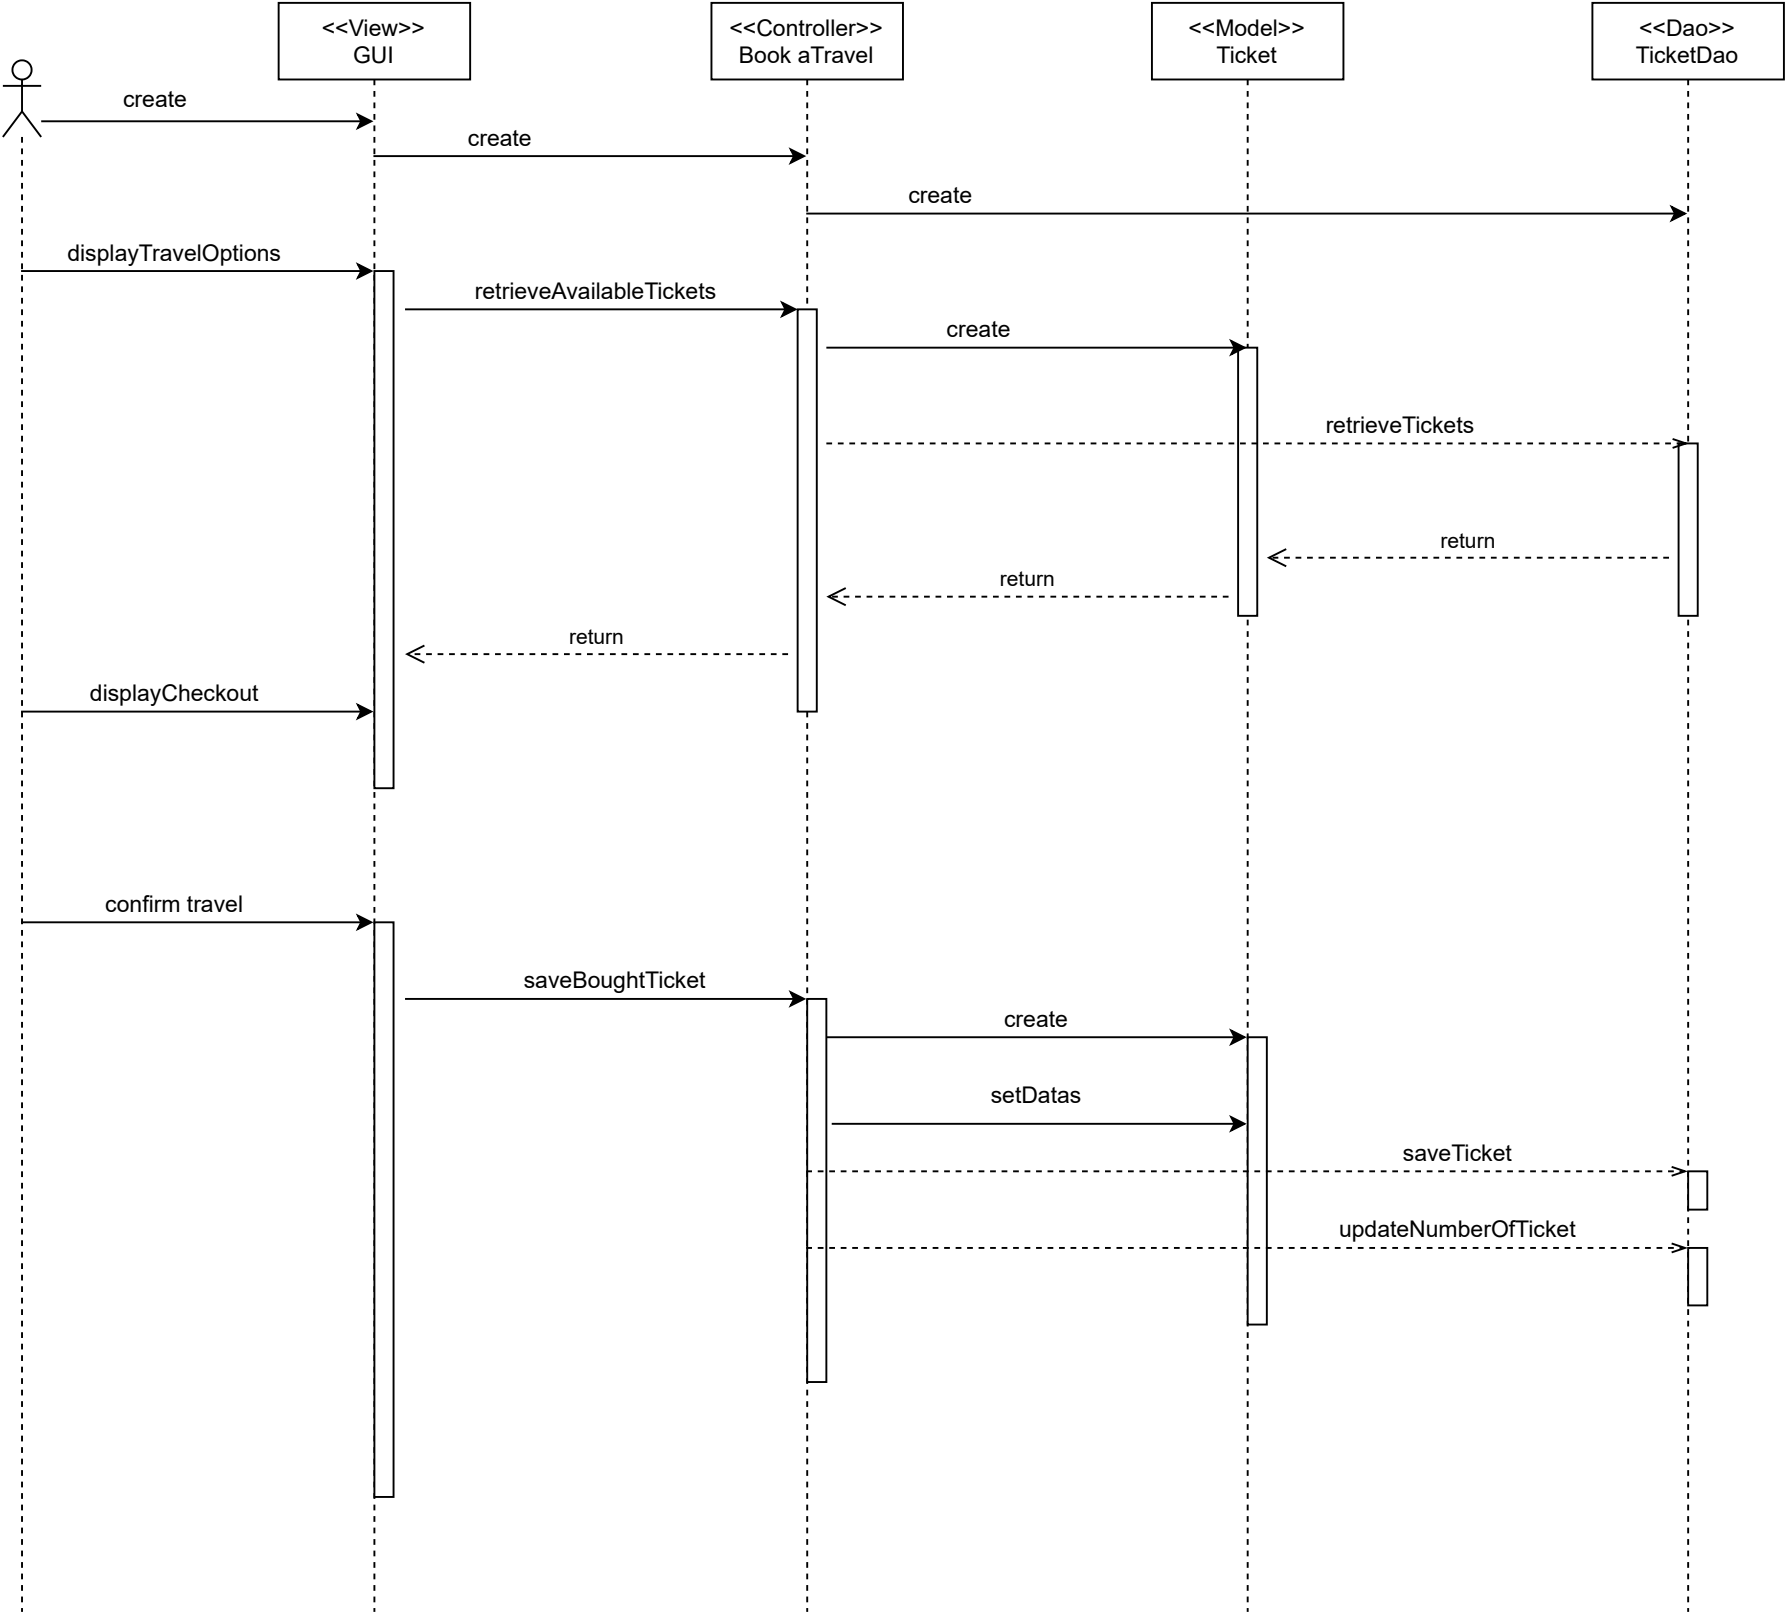 <<View>>
GUI
<<Controller>>
Book aTravel
<<Model>>
Ticket
<<Dao>>
TicketDao
create
create
create
displayTravelOptions
retrieveAvailableTickets
create
retrieveTickets
return
return
return
displayCheckout
confirm travel
saveBoughtTicket
create
setDatas
saveTicket
updateNumberOfTicket